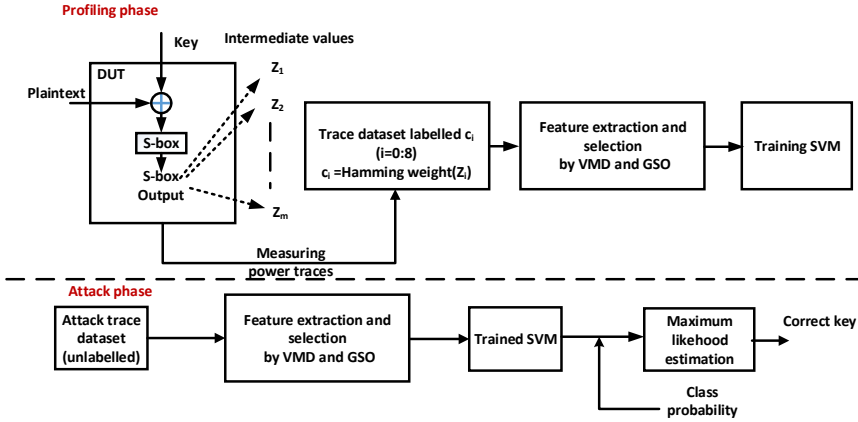 Profiling phase
Key
Intermediate values
DUT
Plaintext
S-box
S-box
Output
Z1
Z2
Zm
Trace dataset labelled ci
(i=0:8)
ci =Hamming weight(Zi)
Feature extraction and
selection
by VMD and GSO
Training SVM
Measuring
power traces
Attack phase
Attack trace
dataset
(unlabelled)
Feature extraction and
selection
by VMD and GSO
Trained SVM
Maximum
likehood
estimation
Correct key
Class
probability